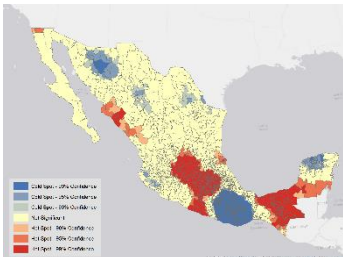 Cold Spot - 99% Confidence
Cold Spot - 95% Confidence
Cold Spot - 90% Confidence
Not Significant
Hot Spot - 90% Confidence
Hot Spot - 95% Confidence
Hot Spot - 99% Confidence